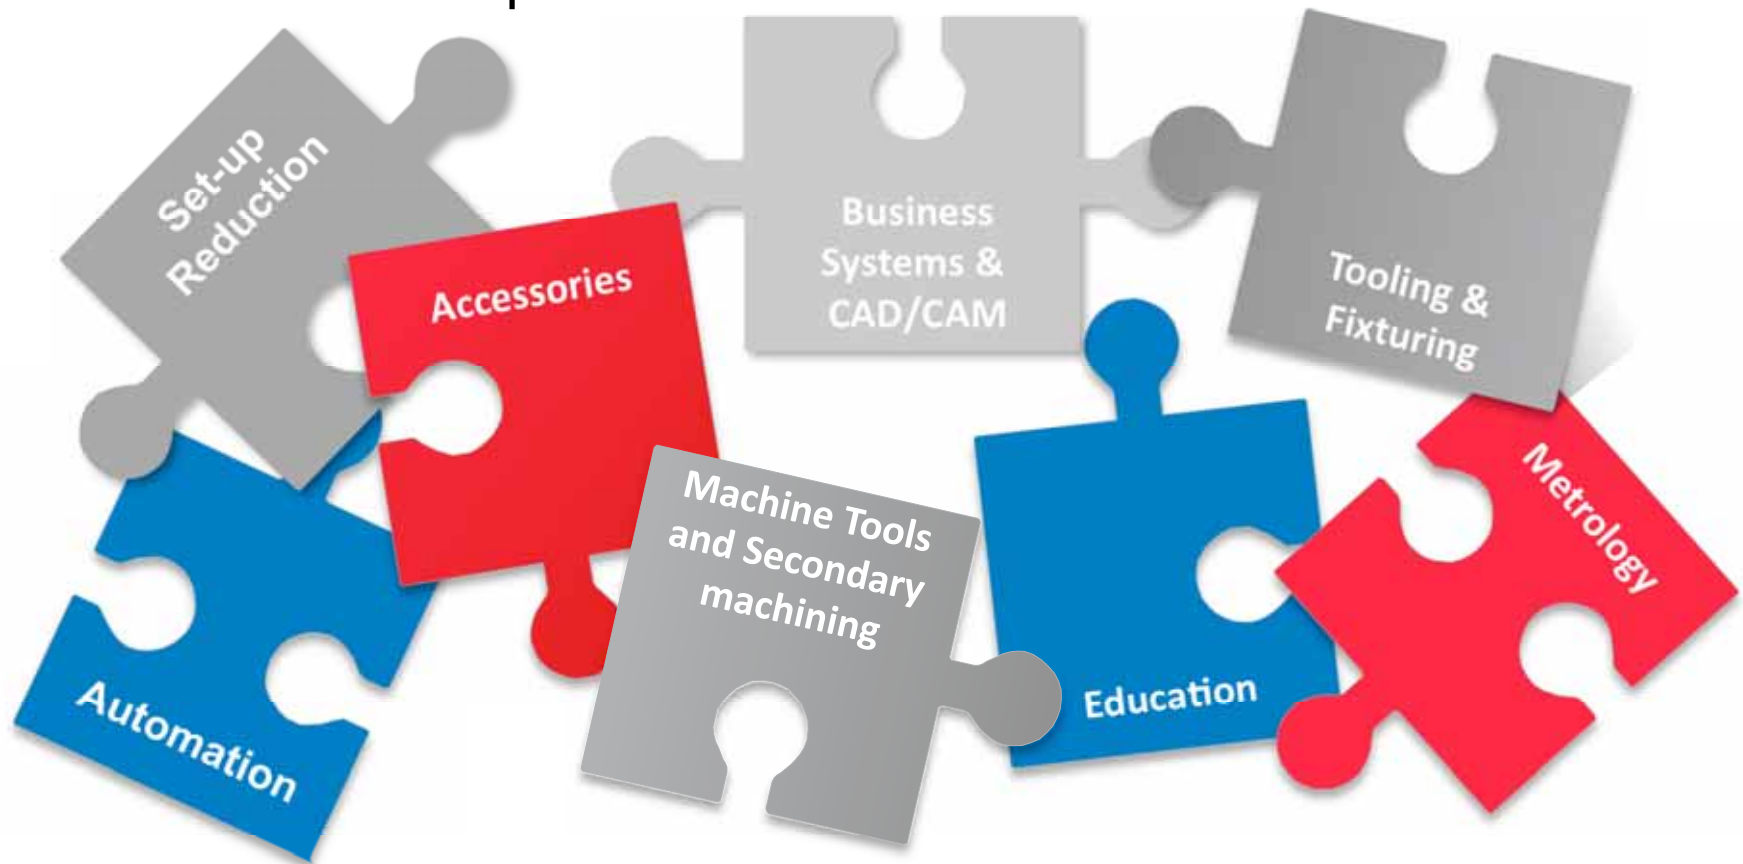 Set-up
Reduction
Accessories
Business
Systems &
CAD/CAM
Tooling &
Fixturing
Automation
Machine Tools
and Secondary
machining
Education
Metrology